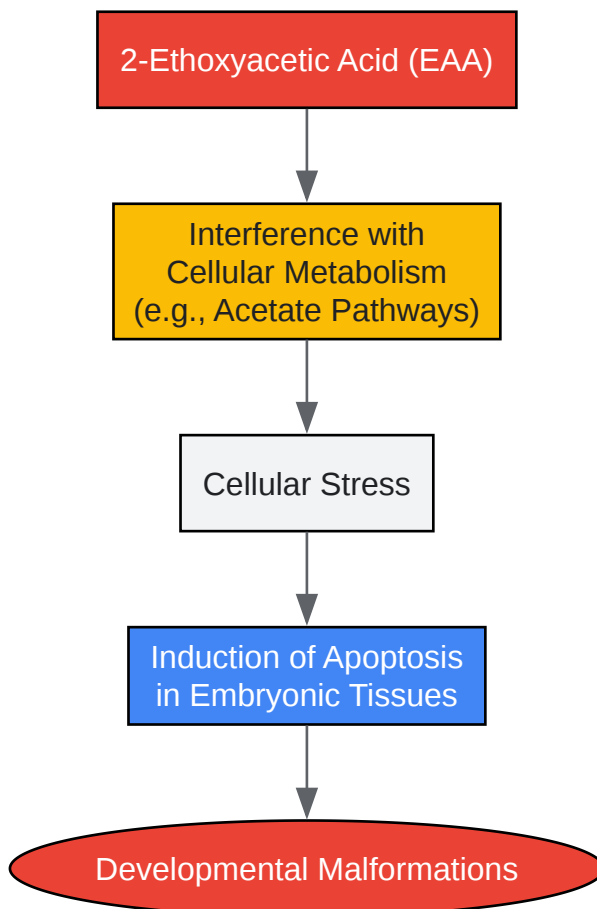 2-Ethoxyacetic Acid (EAA)
Interference with
Cellular Metabolism
(e.g., Acetate Pathways)
Cellular Stress
Induction of Apoptosis
in Embryonic Tissues
Developmental Malformations